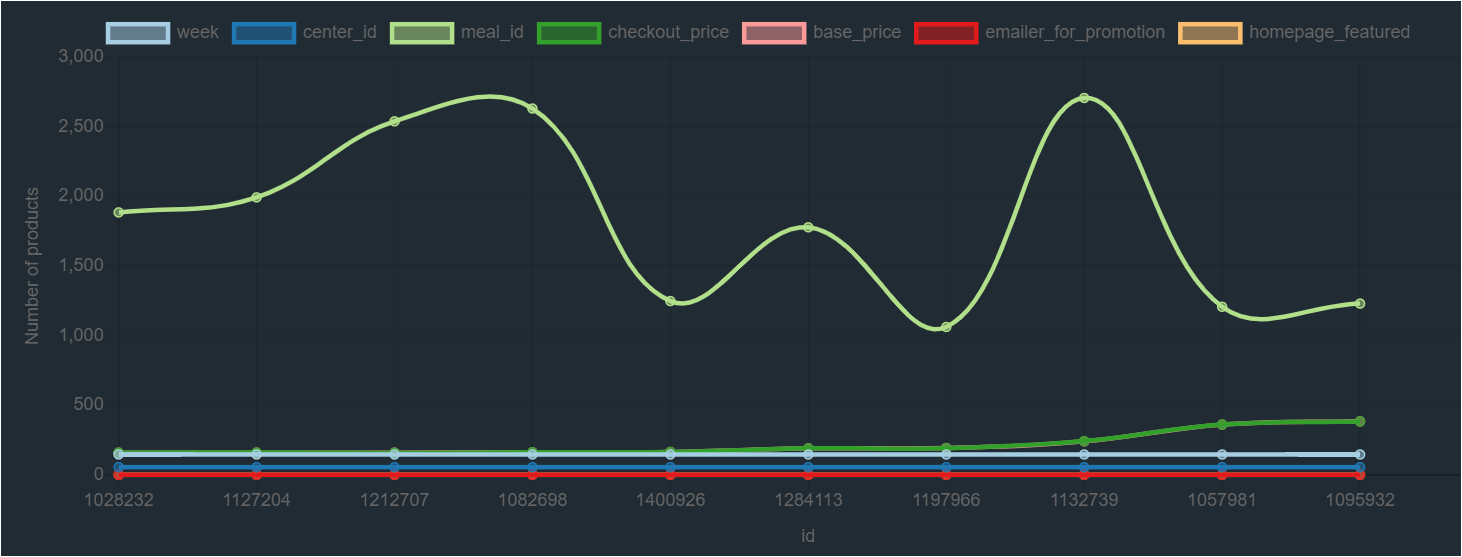 week center_id meal_id checkout_price base_price emailer_for_promotion homepage_featured
3,000
2,500
2,000
1,500
1,000
500
0
Number of products
1028232 1127204 1212707 1082698 1400926 1284113 1197966 1132739 1057981 1095932
id